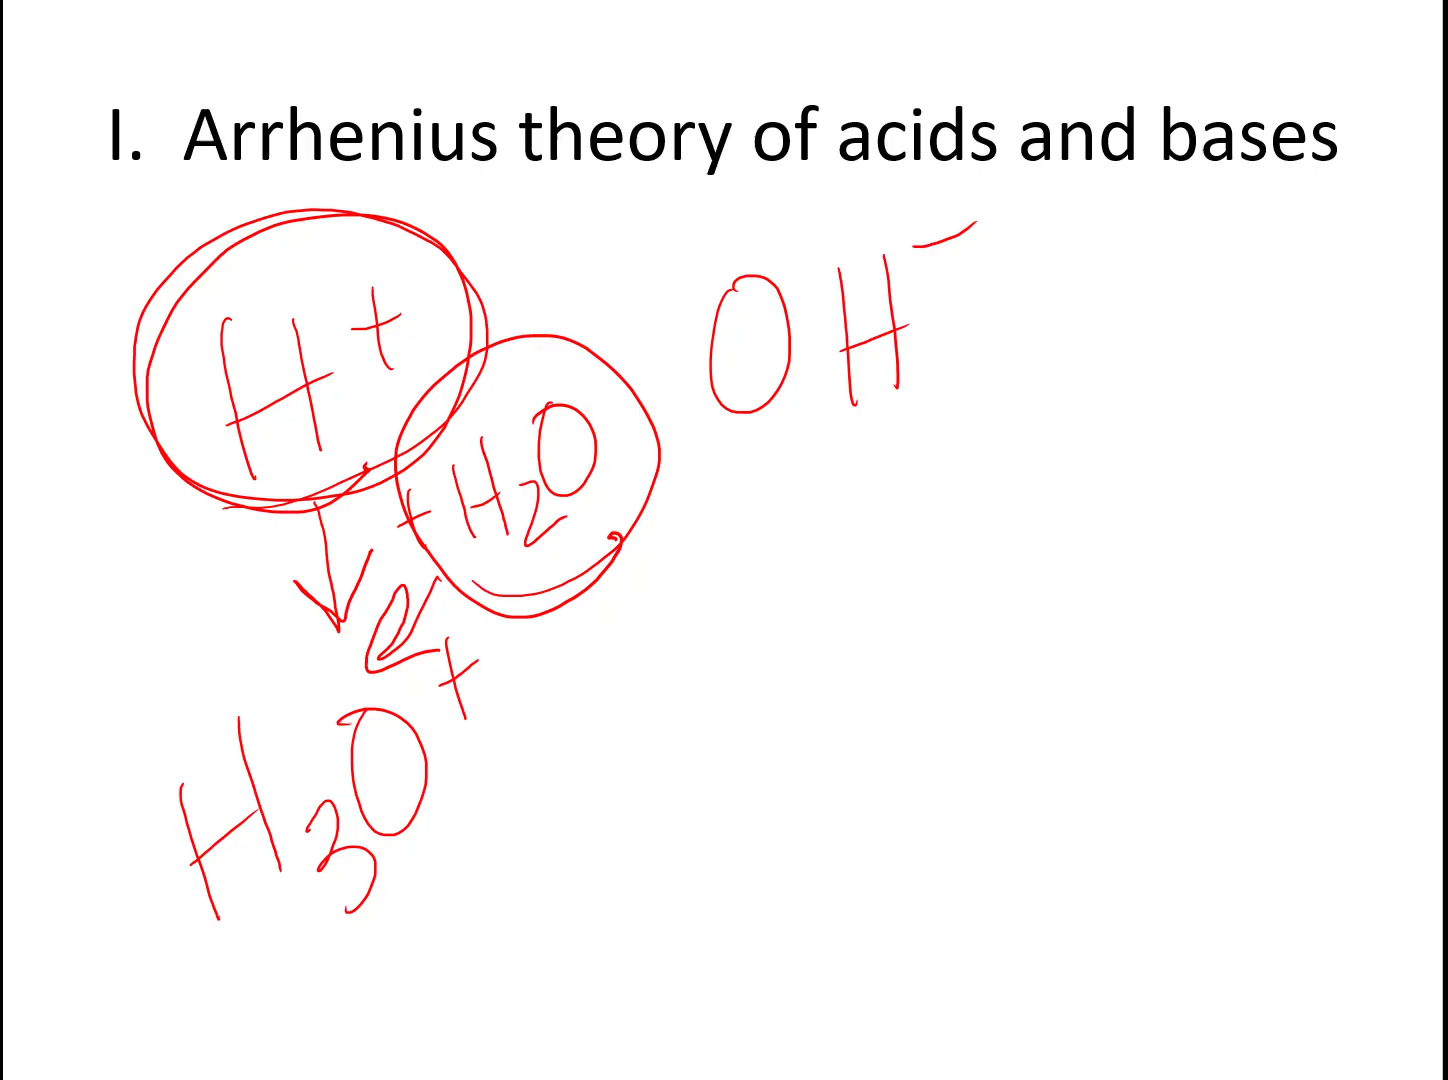 I. Arrhenius theory of acids and bases
H+ OH-
+ H2O
H3O+